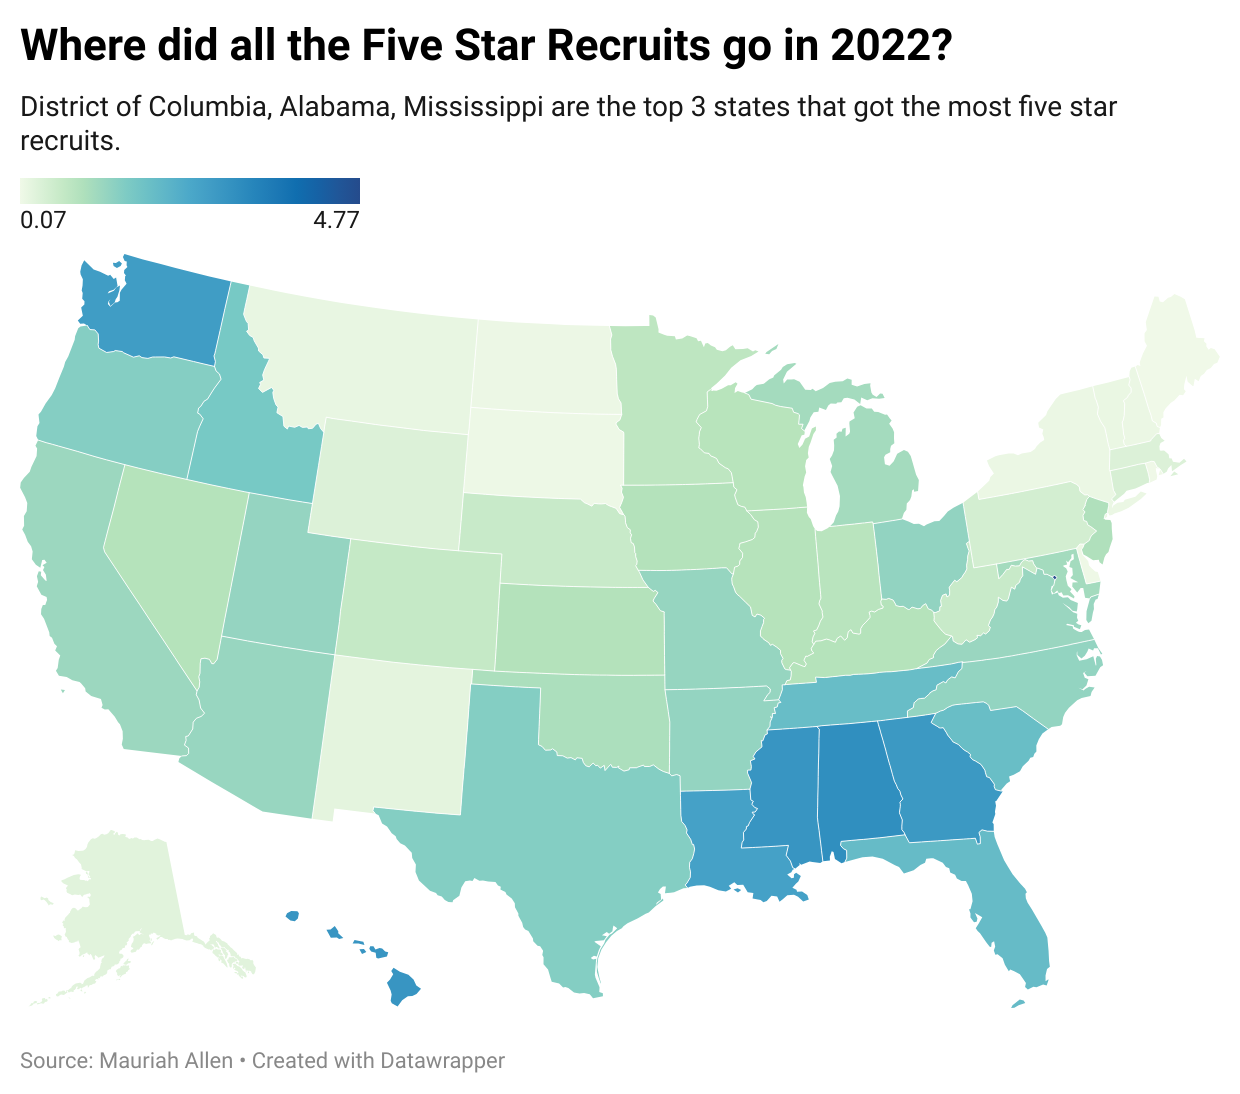 Where did all the Five Star Recruits go in 2022?
District of Columbia, Alabama, Mississippi are the top 3 states that got the most five star
recruits.
0.07 4.77
Source: Mauriah Allen • Created with Datawrapper